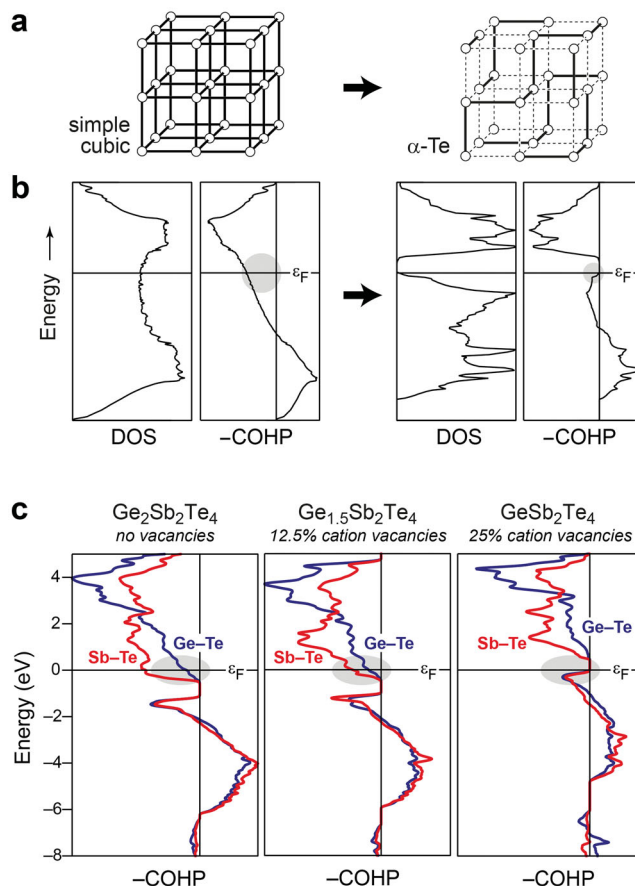 a
simple
cubic
α-Te
b
Energy
εF
εF
DOS
–COHP
DOS
–COHP
c
Ge2Sb2Te4
no vacancies
Ge1.5Sb2Te4
12.5% cation vacancies
GeSb2Te4
25% cation vacancies
Energy (eV)
4
2
0
–2
–4
–6
–8
Ge–Te
Sb–Te
εF
Ge–Te
Sb–Te
εF
Ge–Te
Sb–Te
εF
–COHP
–COHP
–COHP